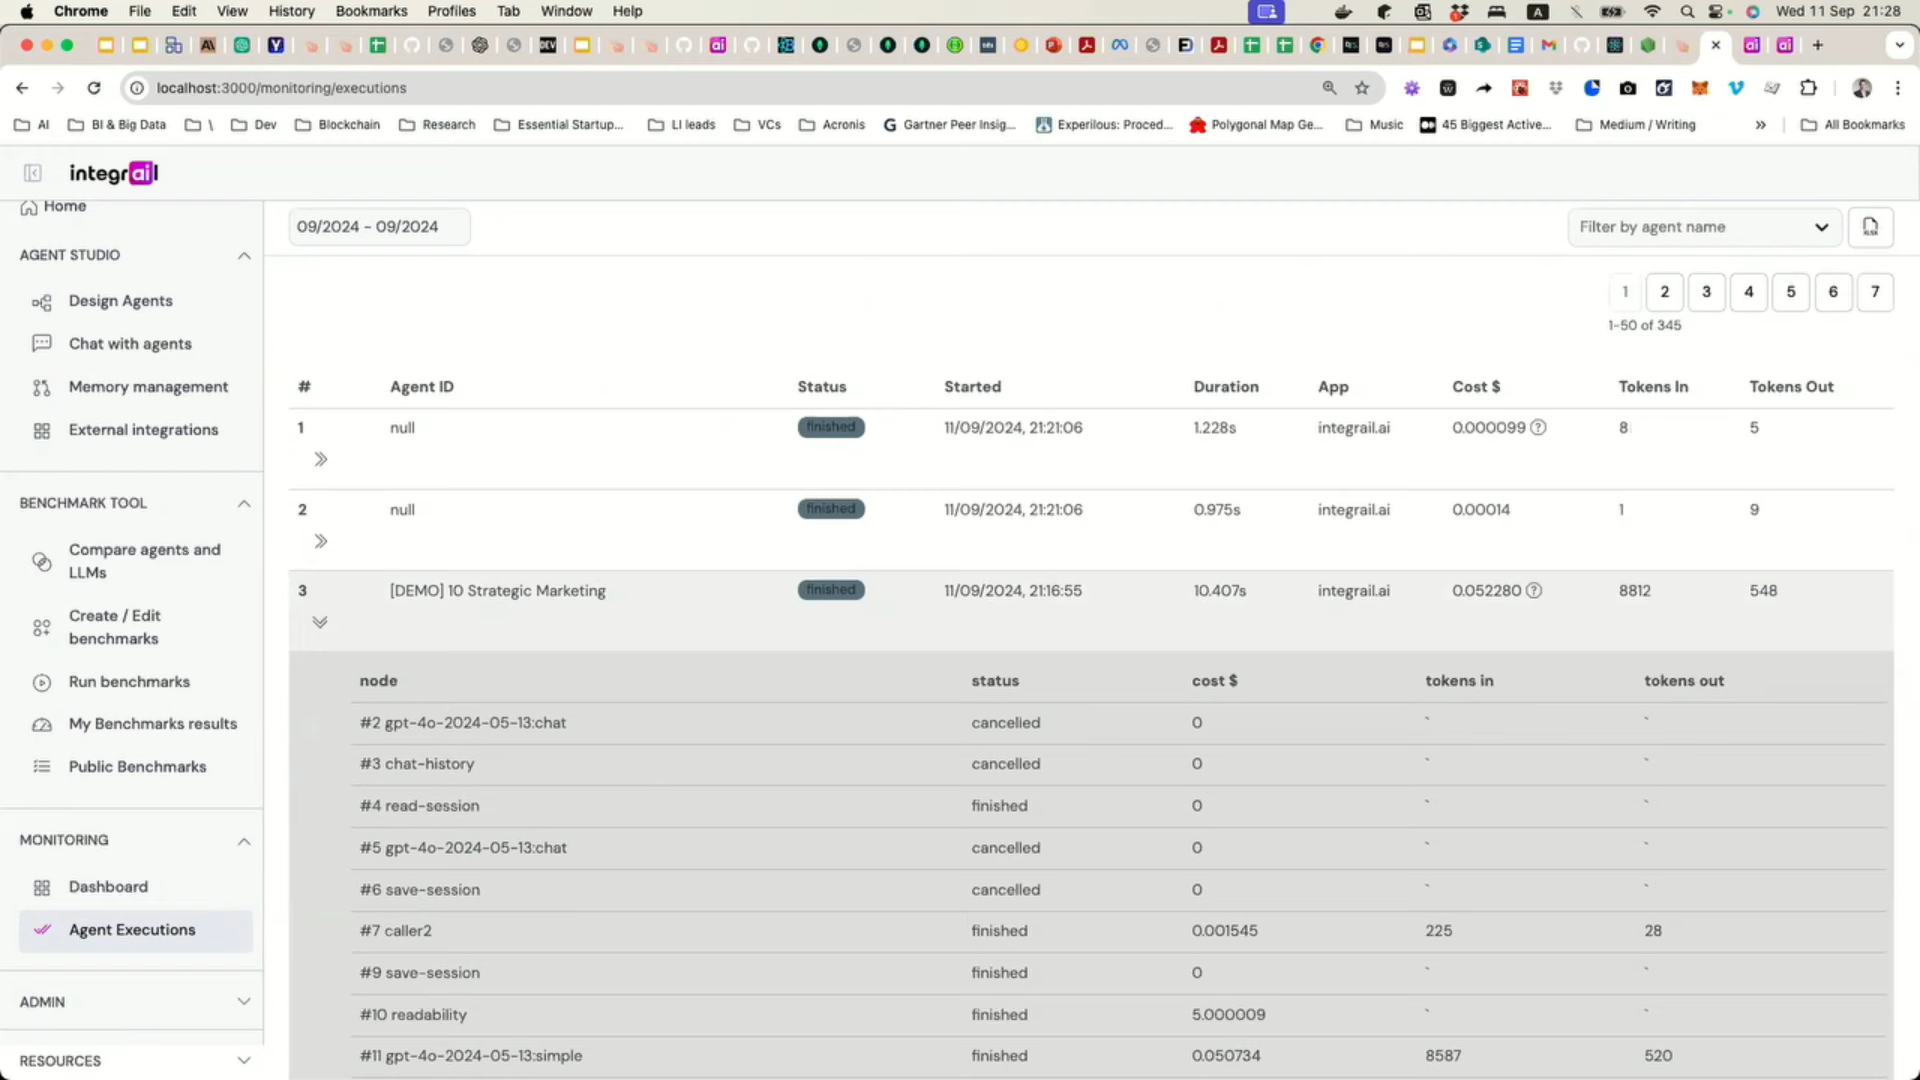 Chrome File Edit View History Bookmarks Profiles Tab Window Help Wed 11 Sep 21:28
localhost:3000/monitoring/executions
AI BI & Big Data \ Dev Blockchain Research Essential Startup... LI leads VCs Acronis Gartner Peer Insig... Experilous: Proced... Polygonal Map Ge... Music 45 Biggest Active... Medium / Writing » All Bookmarks
integrail
Home
AGENT STUDIO
Design Agents
Chat with agents
Memory management
External integrations
BENCHMARK TOOL
Compare agents and
LLMs
Create / Edit
benchmarks
Run benchmarks
My Benchmarks results
Public Benchmarks
MONITORING
Dashboard
Agent Executions
ADMIN
RESOURCES
09/2024 - 09/2024
Filter by agent name
1 2 3 4 5 6 7
1-50 of 345
# Agent ID Status Started Duration App Cost $ Tokens In Tokens Out
1 null finished 11/09/2024, 21:21:06 1.228s integrail.ai 0.000099 8 5
2 null finished 11/09/2024, 21:21:06 0.975s integrail.ai 0.00014 1 9
3 [DEMO] 10 Strategic Marketing finished 11/09/2024, 21:16:55 10.407s integrail.ai 0.052280 8812 548
node status cost $ tokens in tokens out
#2 gpt-4o-2024-05-13:chat cancelled 0 ` `
#3 chat-history cancelled 0 ` `
#4 read-session finished 0 ` `
#5 gpt-4o-2024-05-13:chat cancelled 0 ` `
#6 save-session cancelled 0 ` `
#7 caller2 finished 0.001545 225 28
#9 save-session finished 0 ` `
#10 readability finished 5.000009 ` `
#11 gpt-4o-2024-05-13:simple finished 0.050734 8587 520